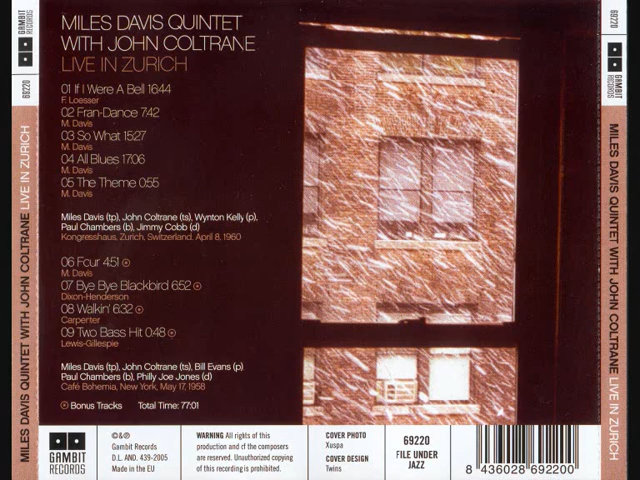 MILES DAVIS QUINTET
WITH JOHN COLTRANE
LIVE IN ZURICH
01 If I Were A Bell 16:44
F. Loesser
02 Fran-Dance 7:42
M. Davis
03 So What 15:27
M. Davis
04 All Blues 17:06
M. Davis
05 The Theme 0:55
M. Davis
Miles Davis (tp), John Coltrane (ts), Wynton Kelly (p),
Paul Chambers (b), Jimmy Cobb (d)
Kongresshaus, Zurich, Switzerland. April 8, 1960
06 Four 4:51
M. Davis
07 Bye Bye Blackbird 6:52
Dixon-Henderson
08 Walkin' 6:32
Carpenter
09 Two Bass Hit 0:48
Lewis-Gillespie
Miles Davis (tp), John Coltrane (ts), Bill Evans (p)
Paul Chambers (b), Philly Joe Jones (d)
Café Bohemia, New York, May 17, 1958
Bonus Tracks Total Time: 77:01
GAMBIT
RECORDS
©&℗
Gambit Records
D.L. AND. 439-2005
Made in the EU
WARNING All rights of this
production and of the composers
are reserved. Unauthorized copying
of this recording is prohibited.
COVER PHOTO
Xuspa
COVER DESIGN
Twins
69220
FILE UNDER
JAZZ
8 436028 692200
GAMBIT
RECORDS
69220
MILES DAVIS QUINTET WITH JOHN COLTRANE LIVE IN ZURICH
GAMBIT
RECORDS
69220
MILES DAVIS QUINTET WITH JOHN COLTRANE LIVE IN ZURICH